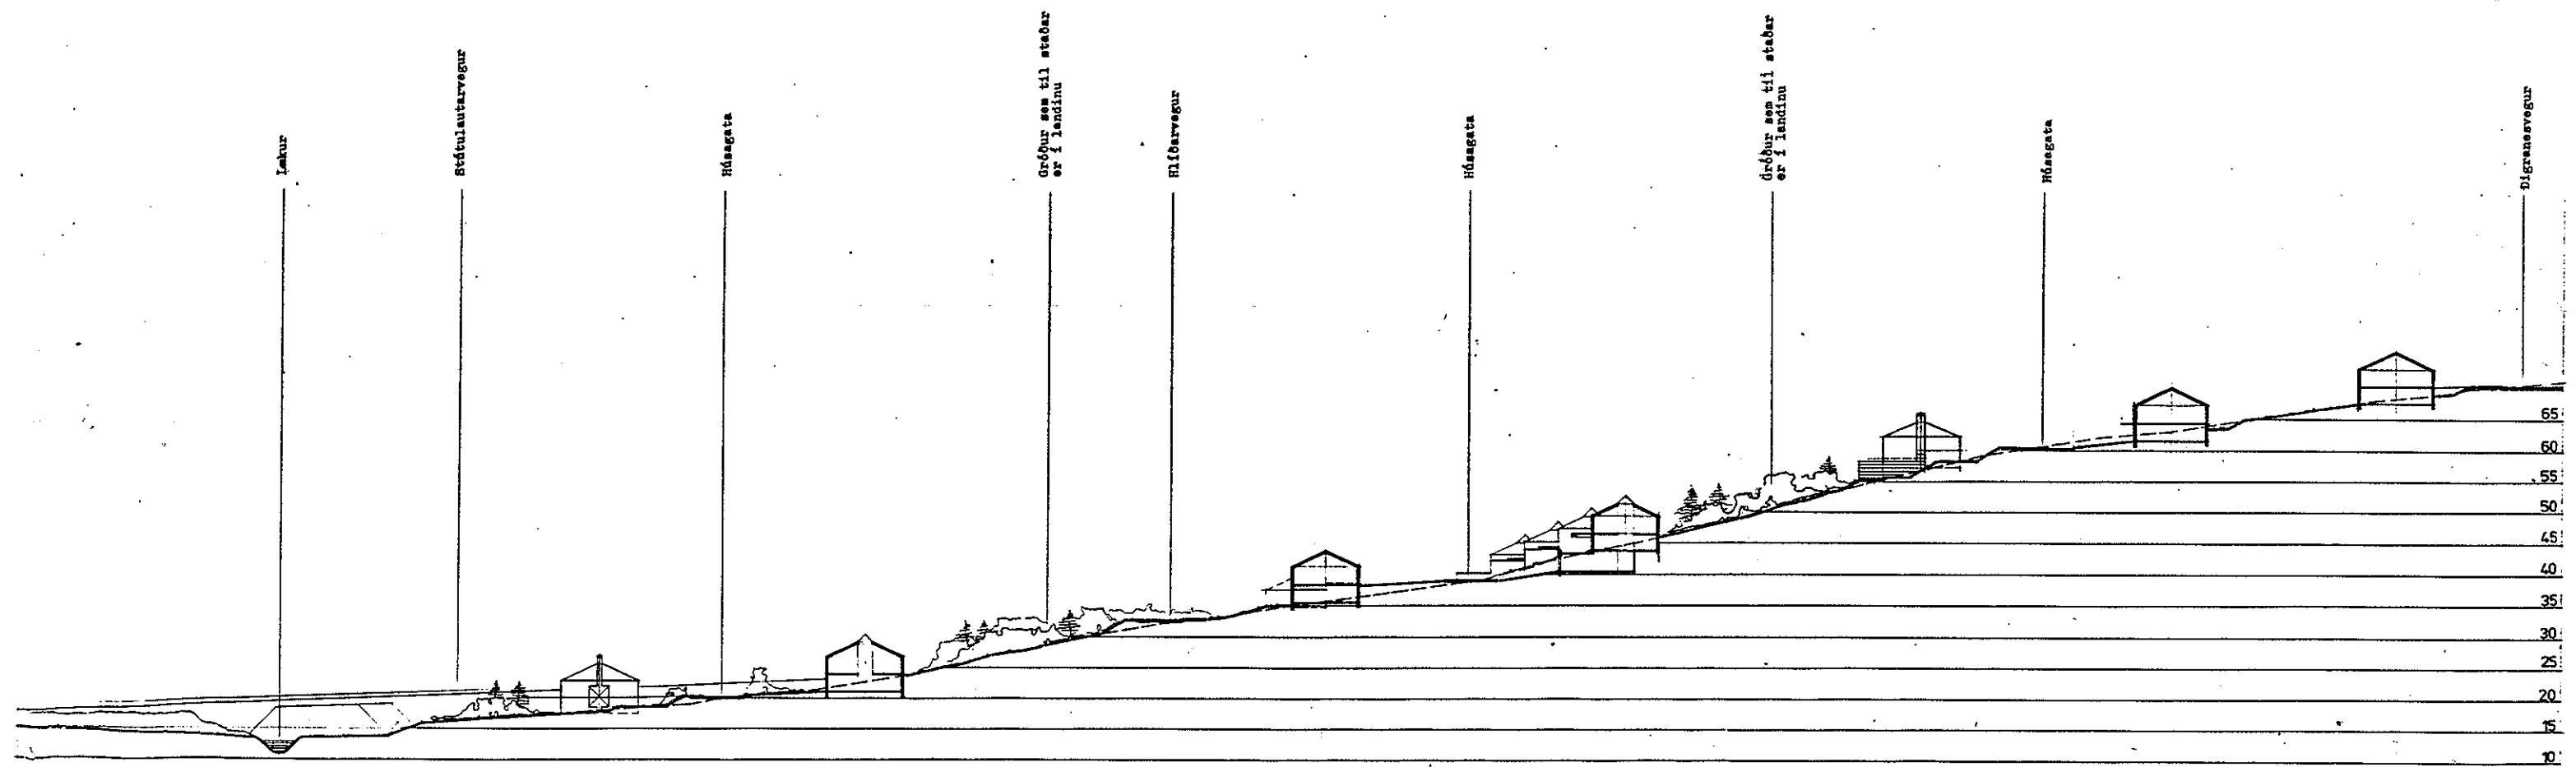 Lækur
Stútulautarvegur
Húsagata
Gróður sem til staðar
er í landinu
Hlíðarvegur
Húsagata
Gróður sem til staðar
er í landinu
Húsagata
Digranesvegur
65
60
55
50
45
40
35
30
25
20
15
10